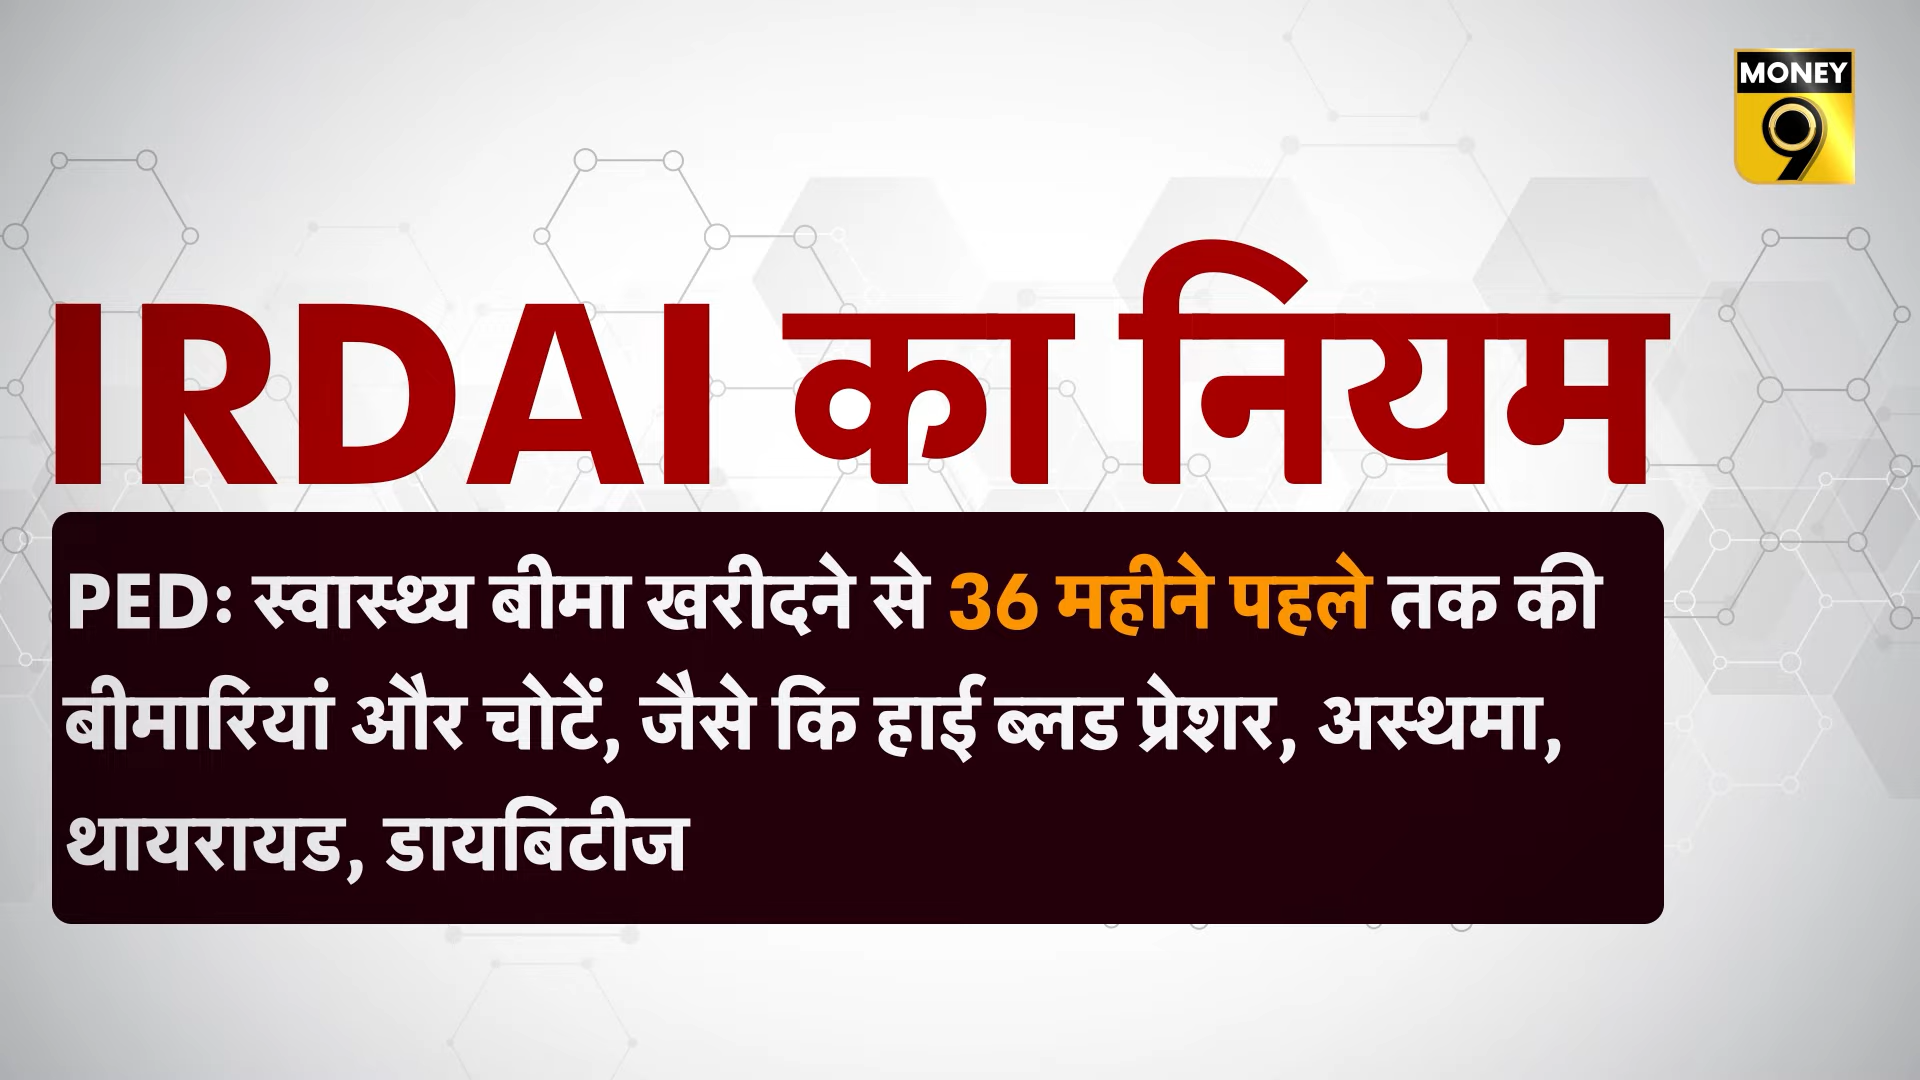 MONEY
9
IRDAI का नियम
PED: स्वास्थ्य बीमा खरीदने से 36 महीने पहले तक की
बीमारियां और चोटें, जैसे कि हाई ब्लड प्रेशर, अस्थमा,
थायरायड, डायबिटीज